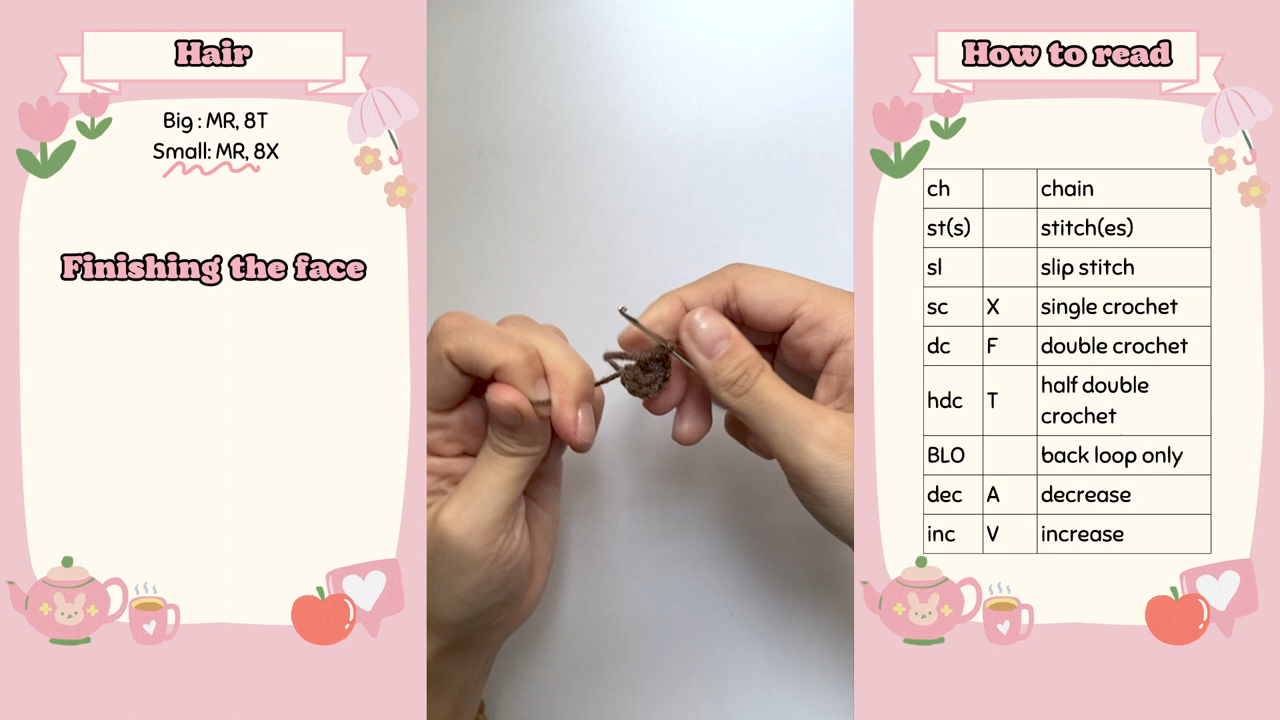 Hair
Big : MR, 8T
Small: MR, 8X
Finishing the face
How to read
ch chain
st(s) stitch(es)
sl slip stitch
sc X single crochet
dc F double crochet
hdc T half double
crochet
BLO back loop only
dec A decrease
inc V increase